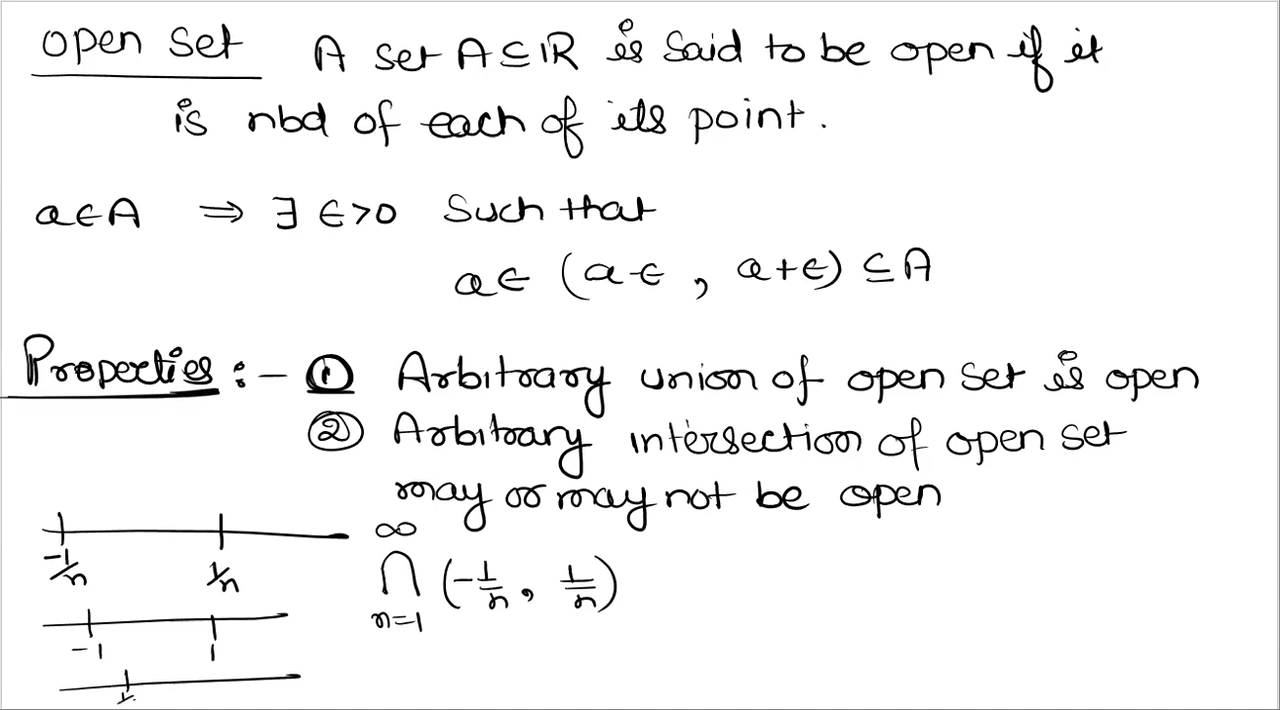 open set A set A ⊆ ℝ is said to be open if it
is nbd of each of its point.
a ∈ A ⇒ ∃ ϵ > 0 such that
a ∈ (a - ϵ, a + ϵ) ⊆ A
Properties :- ① Arbitrary union of open set is open
② Arbitrary intersection of open set
may or may not be open
∞
∩ (-1/n, 1/n)
n=1
-1/n 1/n
-1 1